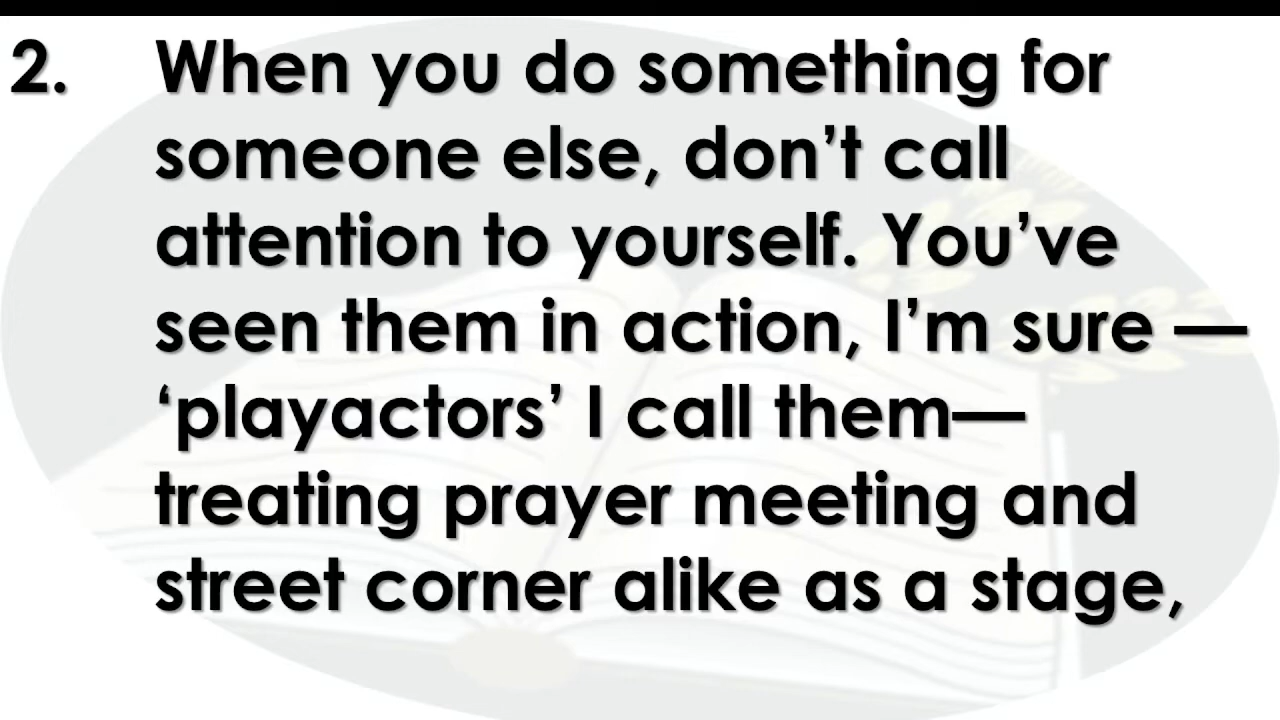 2. When you do something for
someone else, don’t call
attention to yourself. You’ve
seen them in action, I’m sure —
‘playactors’ I call them—
treating prayer meeting and
street corner alike as a stage,